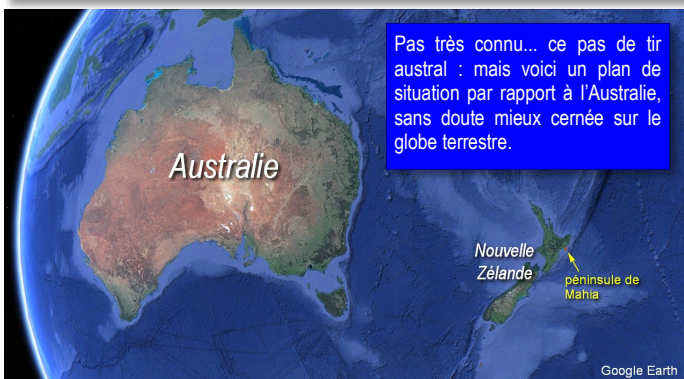 Pas très connu... ce pas de tir
austral : mais voici un plan de
situation par rapport à l’Australie,
sans doute mieux cernée sur le
globe terrestre.
Australie
Nouvelle
Zélande
péninsule de
Mahia
Google Earth